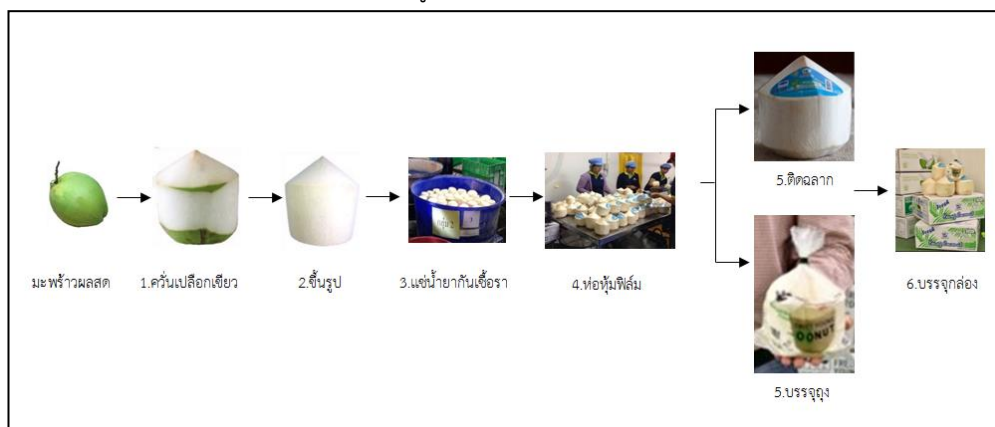 มะพร้าวผลสด
1.ควั่นเปลือกเขียว
2.ขึ้นรูป
3.แช่น้ำยากันเชื้อรา
4.ห่อหุ้มฟิล์ม
5.ติดฉลาก
OONUT
5.บรรจุถุง
6.บรรจุกล่อง